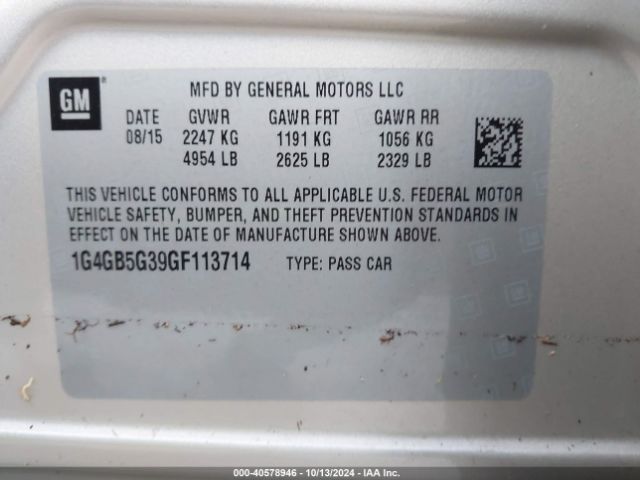 GM
MFD BY GENERAL MOTORS LLC
DATE GVWR GAWR FRT GAWR RR
08/15 2247 KG 1191 KG 1056 KG
4954 LB 2625 LB 2329 LB
THIS VEHICLE CONFORMS TO ALL APPLICABLE U.S. FEDERAL MOTOR
VEHICLE SAFETY, BUMPER, AND THEFT PREVENTION STANDARDS IN
EFFECT ON THE DATE OF MANUFACTURE SHOWN ABOVE.
1G4GB5G39GF113714 TYPE: PASS CAR
000-40578946 | 10/13/2024 | IAA Inc.